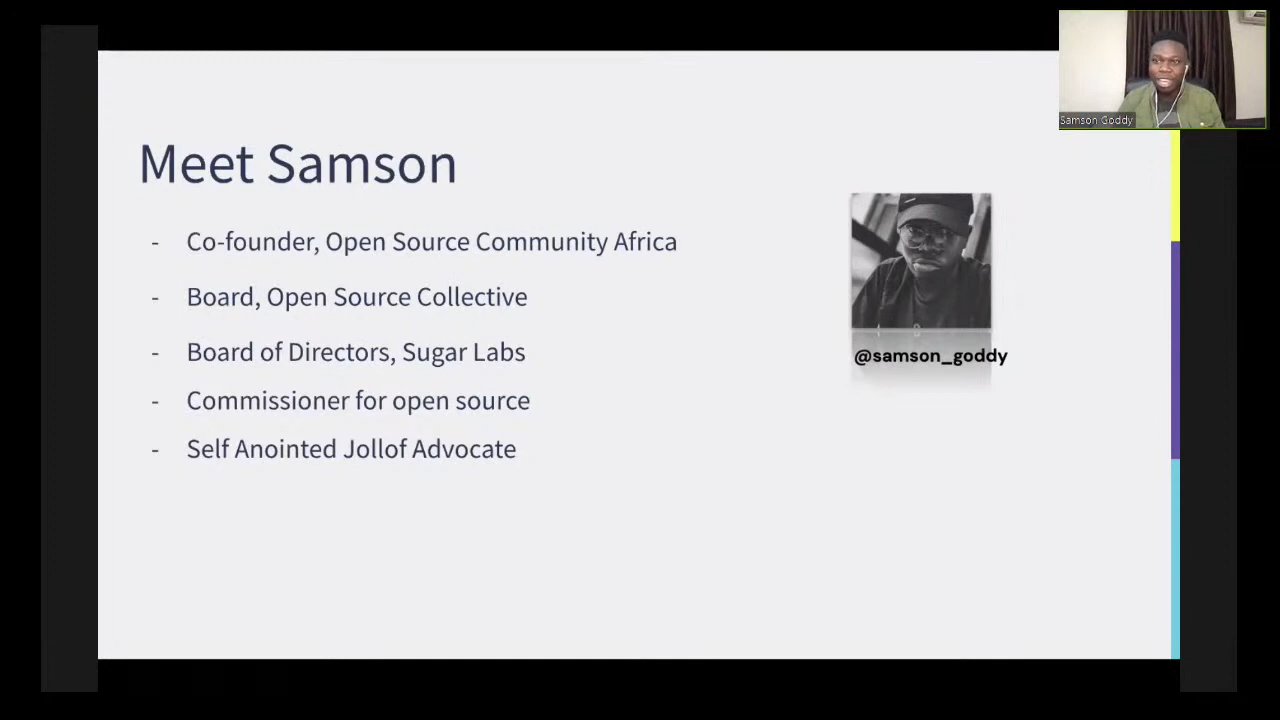 Samson Goddy
Meet Samson
- Co-founder, Open Source Community Africa
- Board, Open Source Collective
- Board of Directors, Sugar Labs
- Commissioner for open source
- Self Anointed Jollof Advocate
@samson_goddy